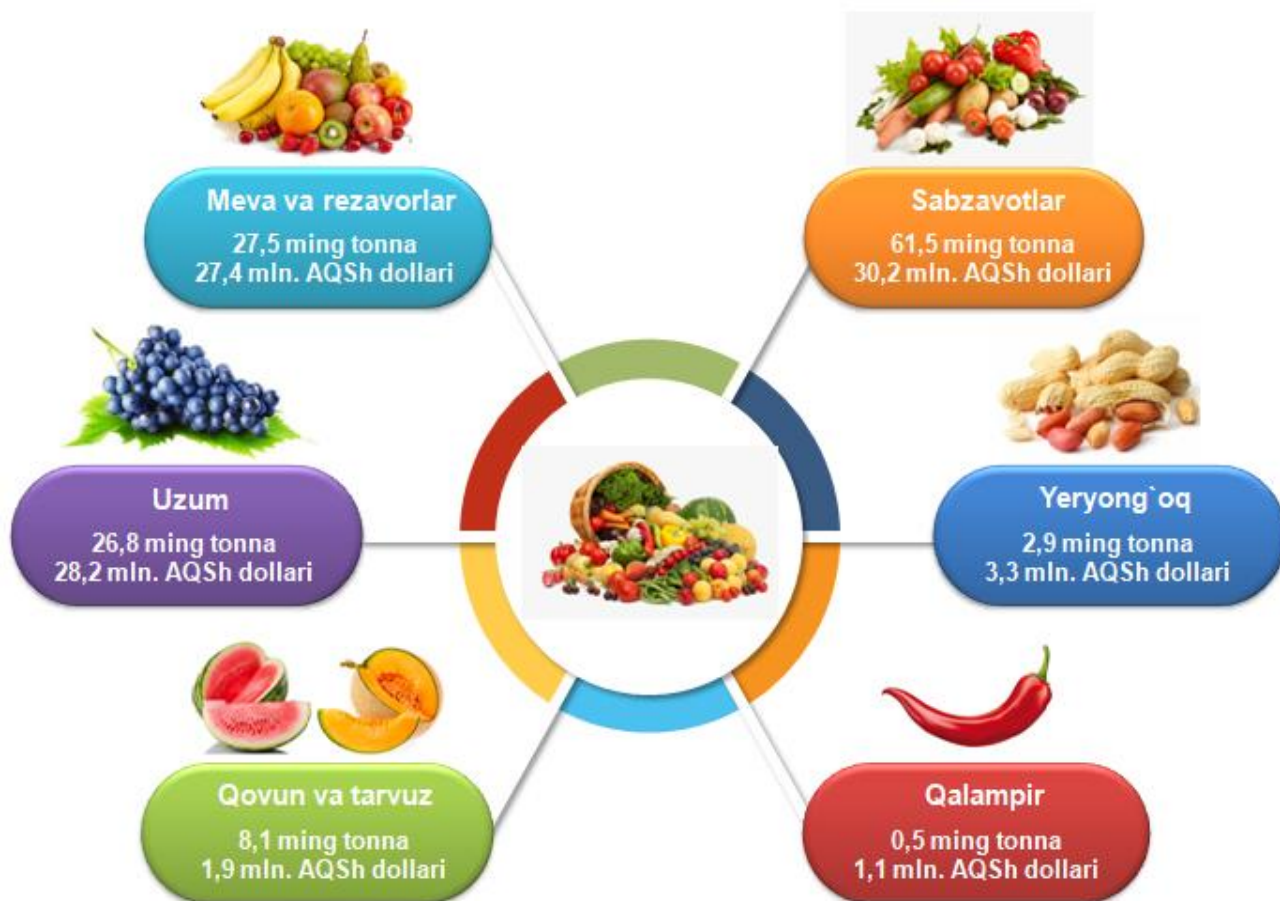 Meva va rezavorlar
27,5 ming tonna
27,4 mln. AQSh dollari
Sabzavotlar
61,5 ming tonna
30,2 mln. AQSh dollari
Uzum
26,8 ming tonna
28,2 mln. AQSh dollari
Yeryong`oq
2,9 ming tonna
3,3 mln. AQSh dollari
Qovun va tarvuz
8,1 ming tonna
1,9 mln. AQSh dollari
Qalampir
0,5 ming tonna
1,1 mln. AQSh dollari